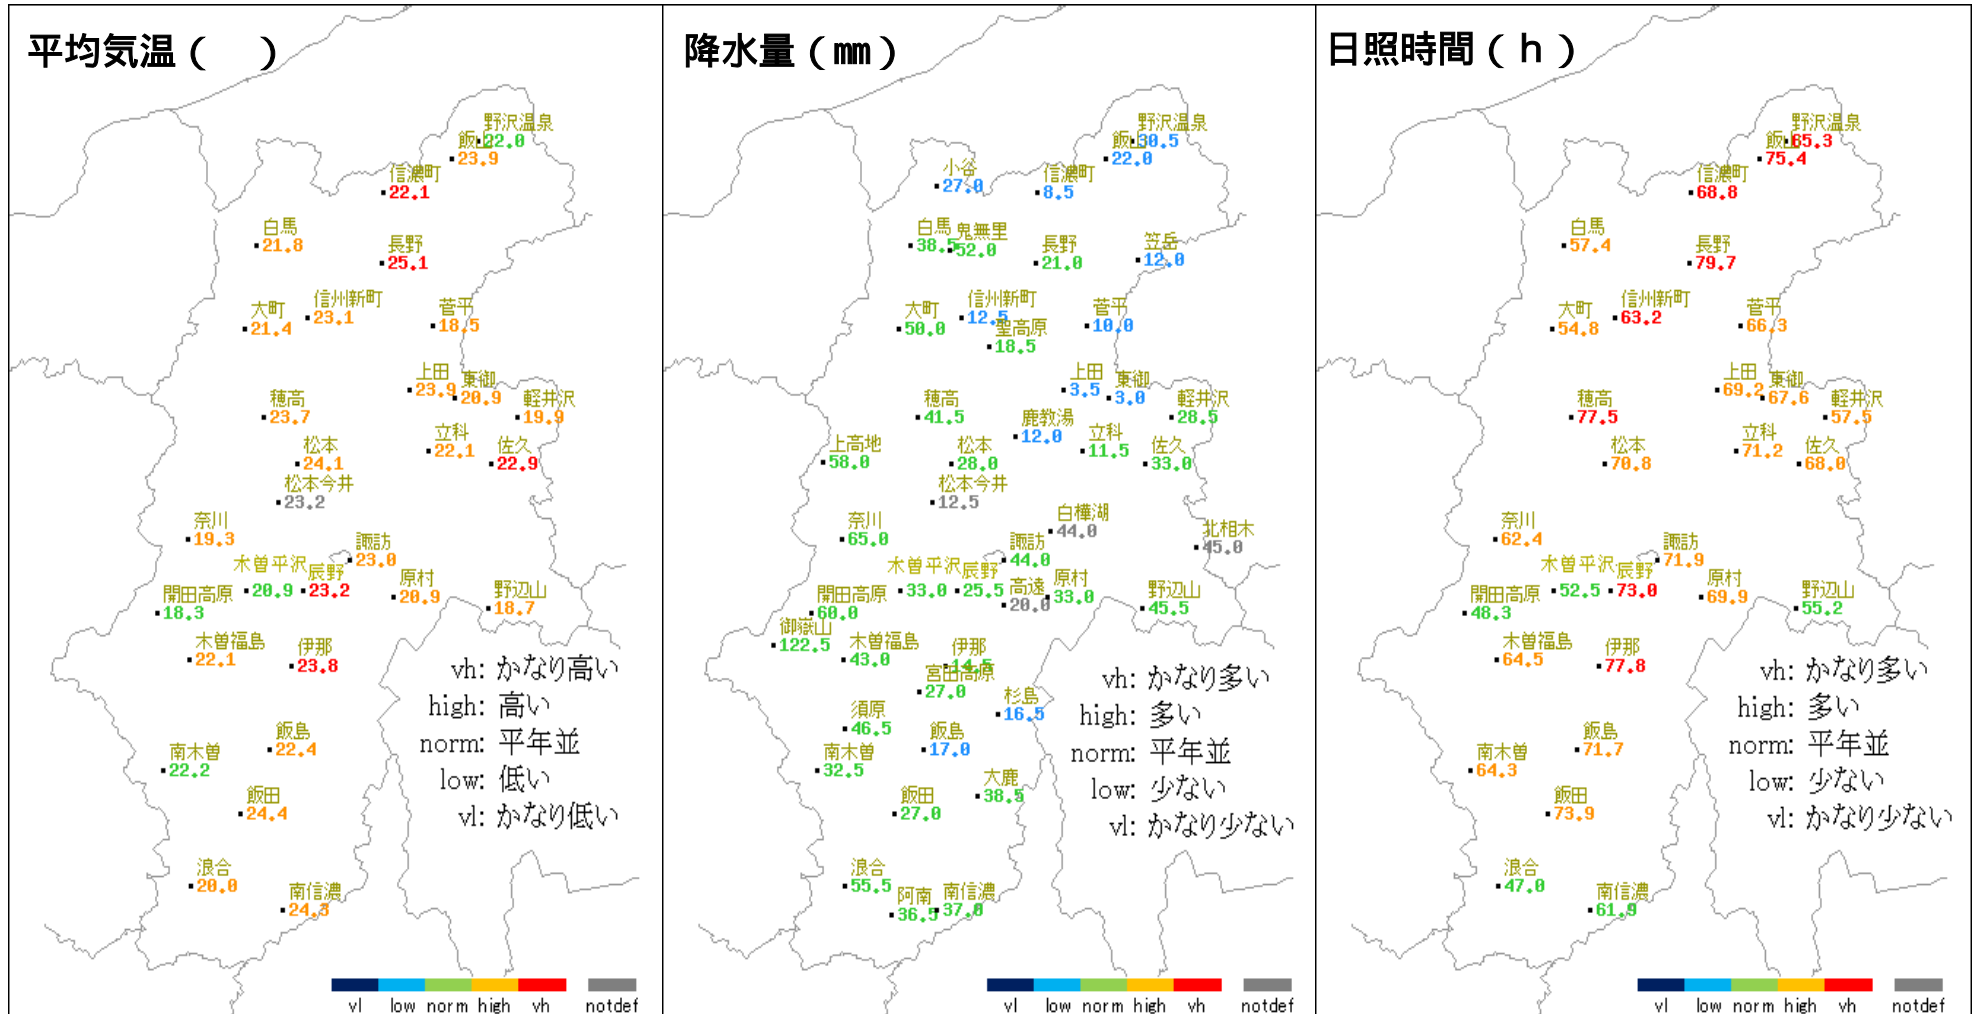 平均気温（　）
野沢温泉
22.0
飯山
23.9
信濃町
22.1
白馬
21.8
長野
25.1
大町
21.4
信州新町
23.1
菅平
18.5
上田
23.9
東御
20.9
軽井沢
19.9
穂高
23.7
松本
24.1
立科
22.1
佐久
22.9
松本今井
23.2
奈川
19.3
諏訪
23.0
木曽平沢
20.9
辰野
23.2
原村
20.9
野辺山
18.7
開田高原
18.3
木曽福島
22.1
伊那
23.8
飯島
22.4
南木曽
22.2
飯田
24.4
浪合
20.0
南信濃
24.3
vh: かなり高い
high: 高い
norm: 平年並
low: 低い
vl: かなり低い
vl low norm high vh notdef
降水量（㎜）
野沢温泉
30.5
飯山
22.0
小谷
27.0
信濃町
8.5
白馬
38.5
鬼無里
52.0
長野
21.0
笠岳
12.0
大町
50.0
信州新町
12.5
聖高原
18.5
菅平
10.0
上田
3.5
東御
3.0
軽井沢
28.5
穂高
41.5
鹿教湯
12.0
上高地
58.0
松本
28.0
立科
11.5
佐久
33.0
松本今井
12.5
奈川
65.0
白樺湖
44.0
北相木
45.0
諏訪
44.0
木曽平沢
33.0
辰野
25.5
高遠
20.0
原村
33.0
野辺山
45.5
開田高原
60.0
御嶽山
122.5
木曽福島
43.0
伊那
14.5
宮田高原
27.0
杉島
16.5
須原
46.5
飯島
17.0
南木曽
32.5
大鹿
38.5
飯田
27.0
浪合
55.5
阿南
36.5
南信濃
37.0
vh: かなり多い
high: 多い
norm: 平年並
low: 少ない
vl: かなり少ない
vl low norm high vh notdef
日照時間（ｈ）
野沢温泉
65.3
飯山
75.4
信濃町
68.8
白馬
57.4
長野
79.7
大町
54.8
信州新町
63.2
菅平
66.3
上田
69.2
東御
67.6
軽井沢
57.5
穂高
77.5
松本
70.8
立科
71.2
佐久
68.0
奈川
62.4
諏訪
71.9
木曽平沢
52.5
辰野
73.0
原村
69.9
野辺山
55.2
開田高原
48.3
木曽福島
64.5
伊那
77.8
飯島
71.7
南木曽
64.3
飯田
73.9
浪合
47.0
南信濃
61.9
vh: かなり多い
high: 多い
norm: 平年並
low: 少ない
vl: かなり少ない
vl low norm high vh notdef